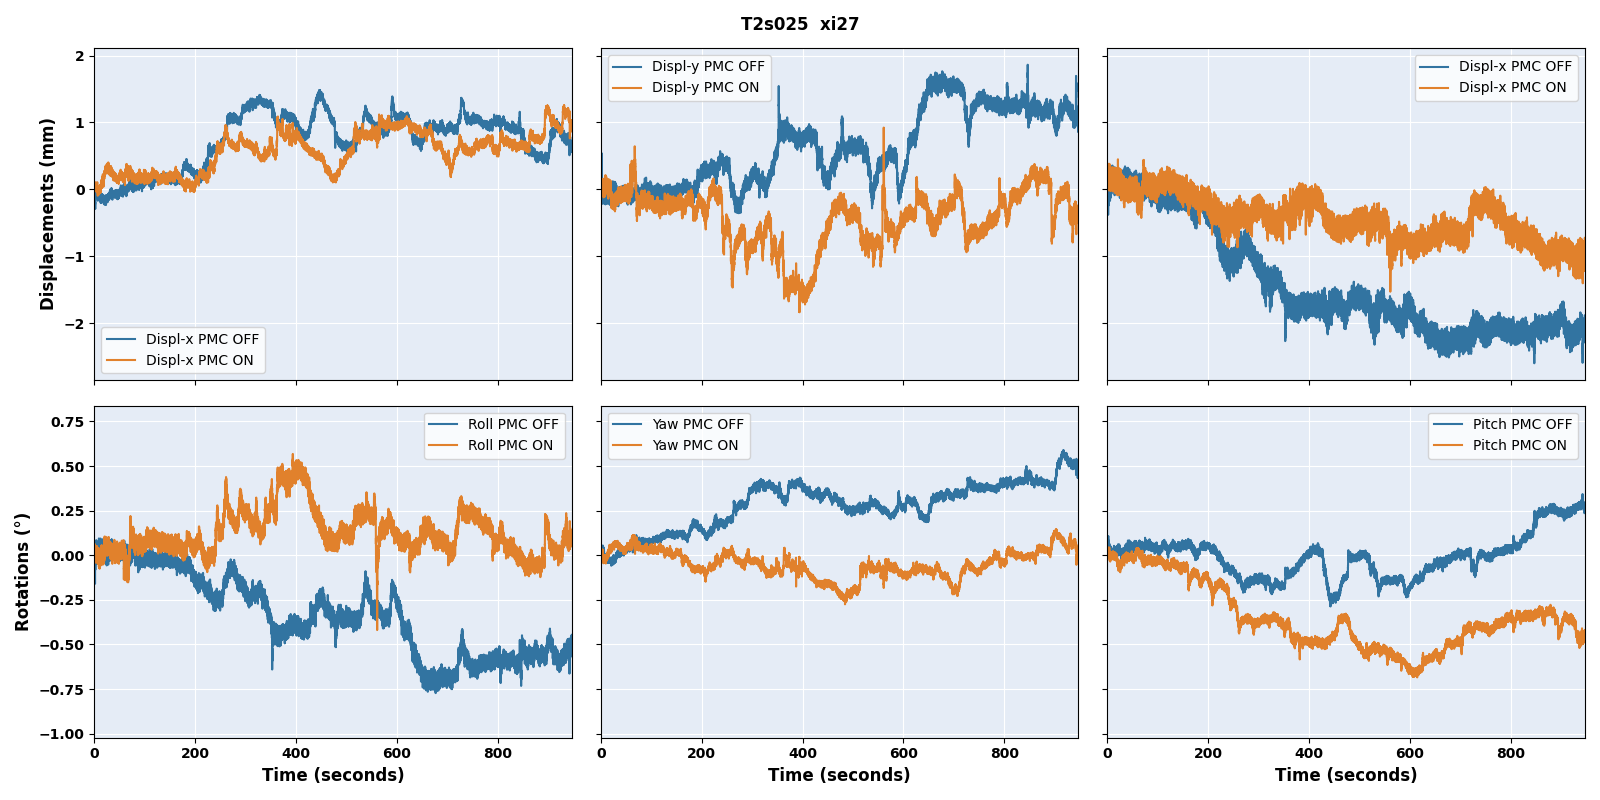 T2s025  xi27
Displacements (mm)
2
1
0
−1
−2
Displ-x PMC OFF
Displ-x PMC ON
Displ-y PMC OFF
Displ-y PMC ON
Displ-x PMC OFF
Displ-x PMC ON
Rotations (°)
0.75
0.50
0.25
0.00
−0.25
−0.50
−0.75
−1.00
Roll PMC OFF
Roll PMC ON
Yaw PMC OFF
Yaw PMC ON
Pitch PMC OFF
Pitch PMC ON
0 200 400 600 800
0 200 400 600 800
0 200 400 600 800
Time (seconds)
Time (seconds)
Time (seconds)